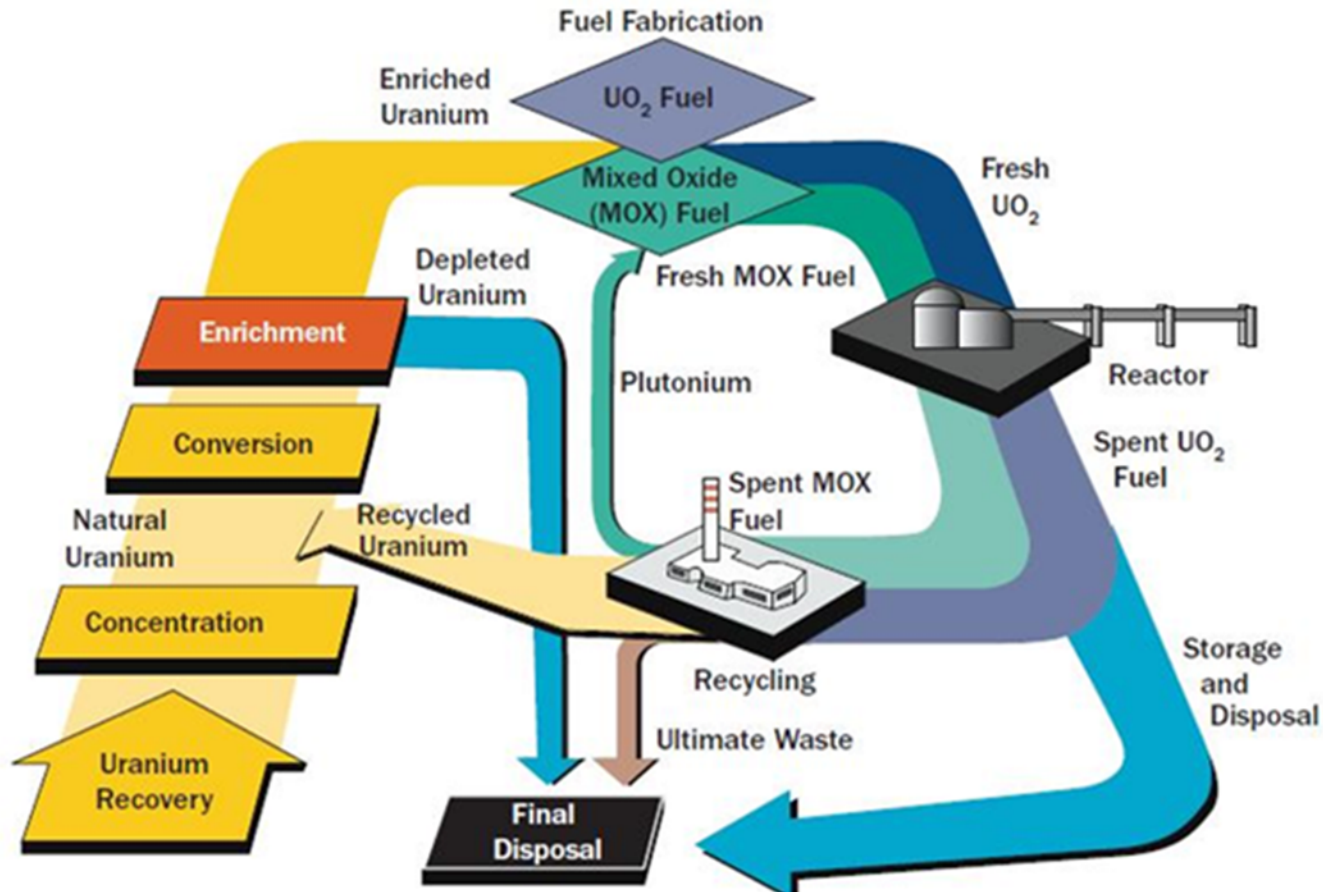 Fuel Fabrication
UO₂ Fuel
Enriched
Uranium
Mixed Oxide
(MOX) Fuel
Fresh
UO₂
Depleted
Uranium
Fresh MOX Fuel
Enrichment
Plutonium
Reactor
Conversion
Spent UO₂
Fuel
Spent MOX
Fuel
Natural
Uranium
Recycled
Uranium
Concentration
Recycling
Storage
and
Disposal
Ultimate Waste
Uranium
Recovery
Final
Disposal